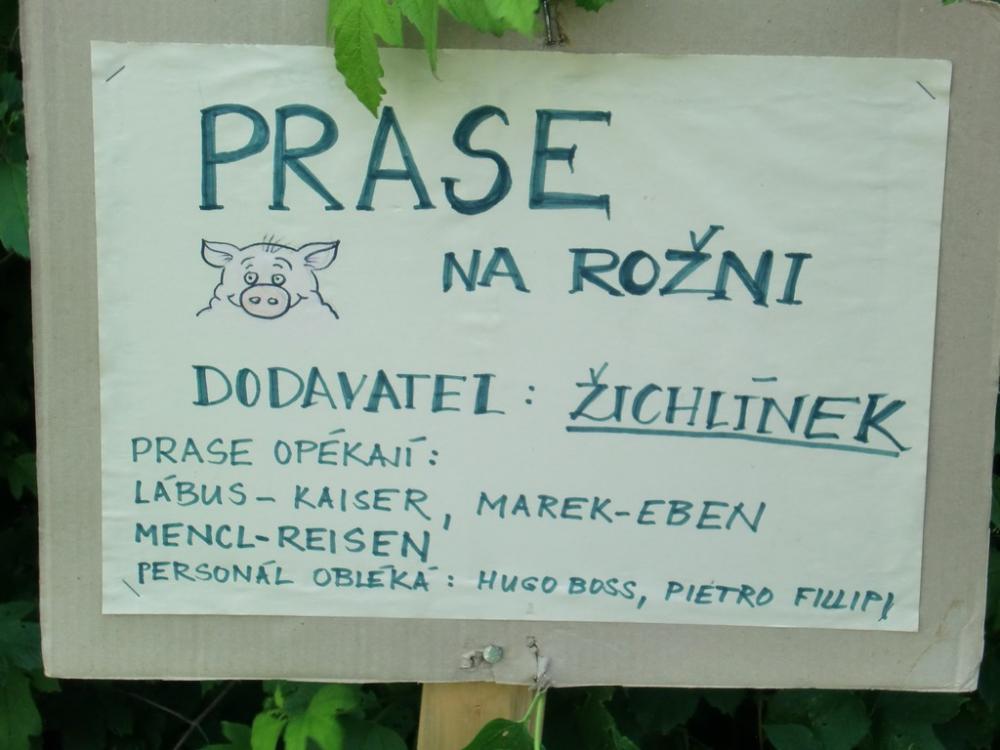 PRASE
NA ROŽNI
DODAVATEL: ŽICHLÍNEK
PRASE OPÉKAJÍ:
LÁBUS-KAISER, MAREK-EBEN
MENCL-REISEN
PERSONÁL OBLÉKÁ: HUGO BOSS, PIETRO FILLIPI